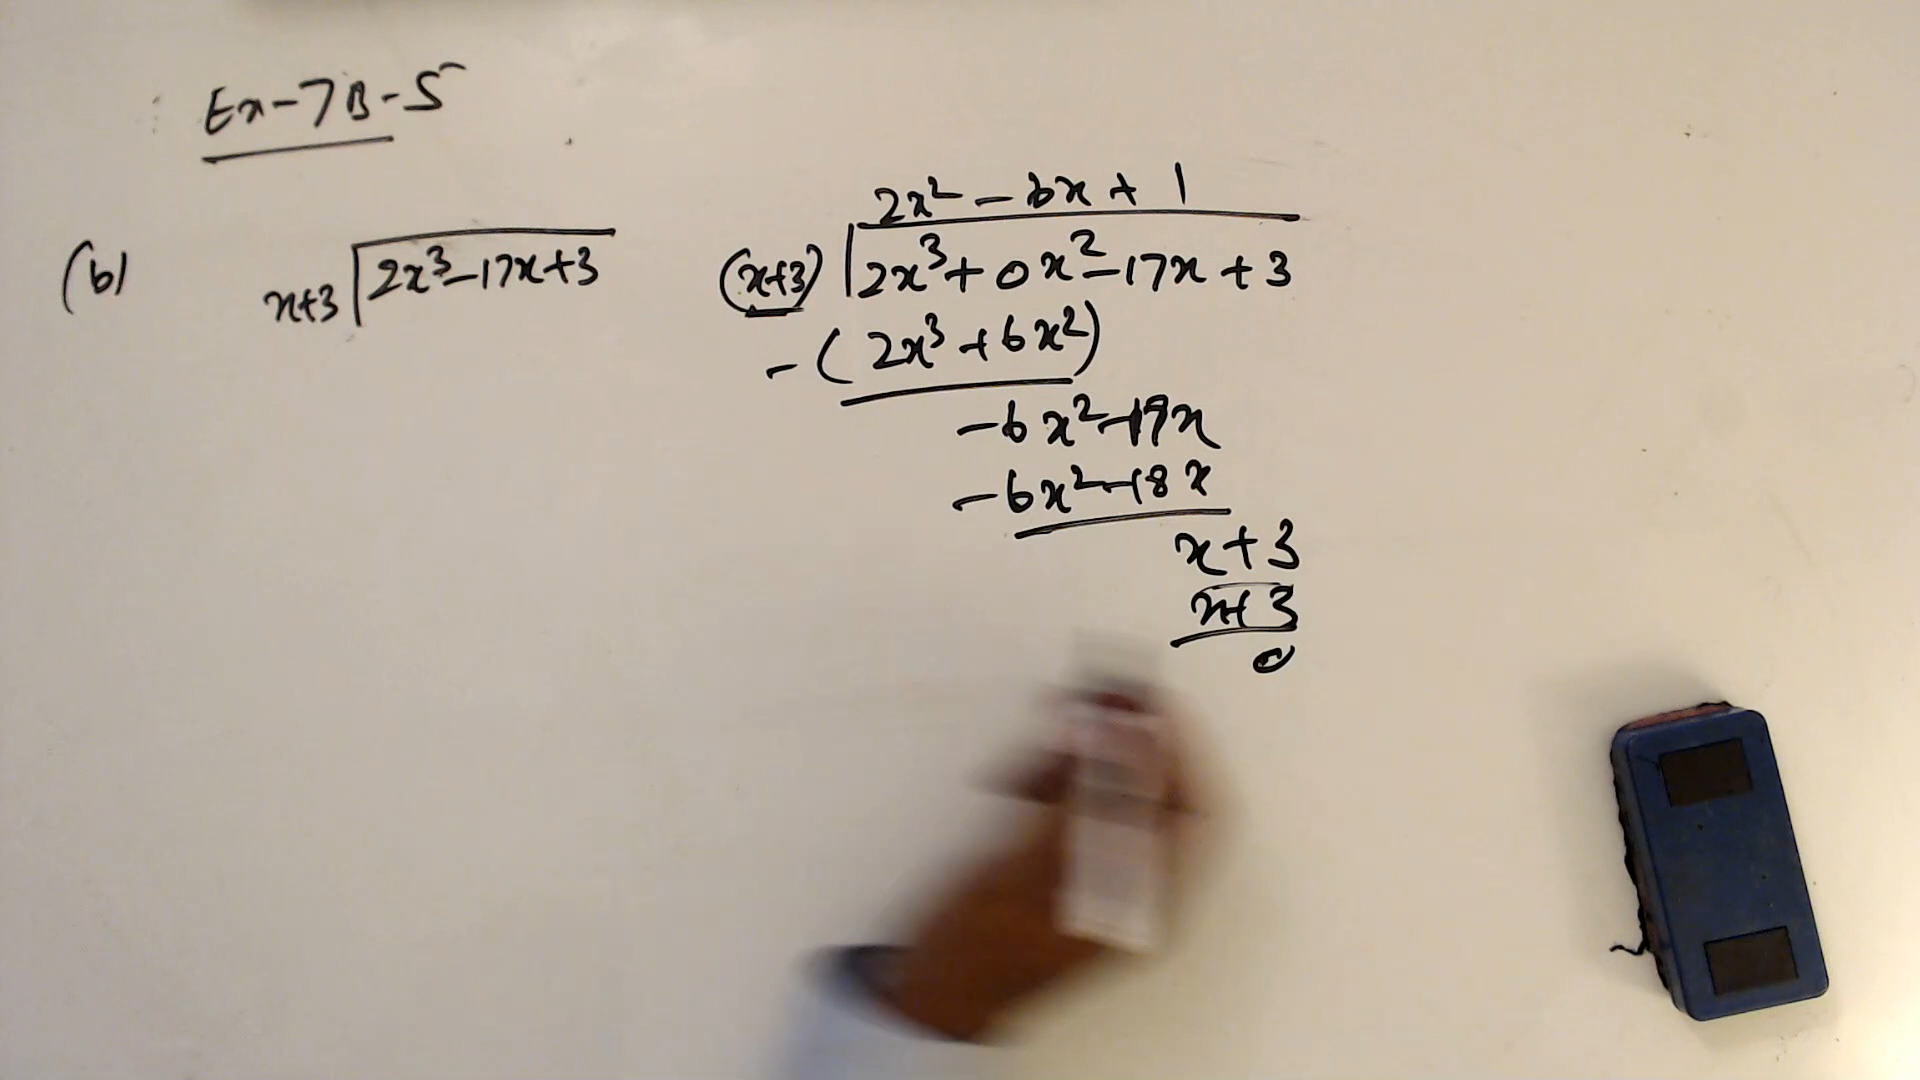 Ex-7B-5
(b)
x+3 2x³-17x+3
2x² - 6x + 1
(x+3) 2x³ + 0x² - 17x + 3
-(2x³ + 6x²)
-6x² - 17x
-6x² - 18x
x + 3
x + 3
0